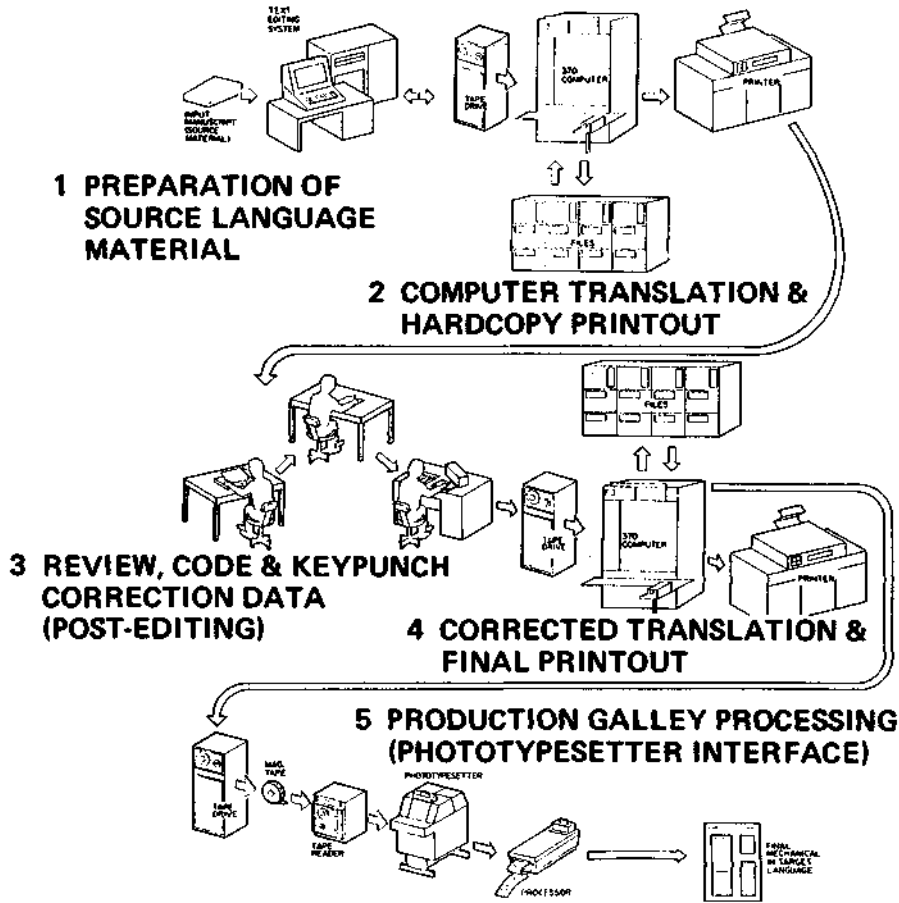 TEXT
EDITING
SYSTEM
INPUT
MANUSCRIPT
(SOURCE
MATERIAL)
TAPE
DRIVE
370
COMPUTER
PRINTER
FILES
1 PREPARATION OF
SOURCE LANGUAGE
MATERIAL
2 COMPUTER TRANSLATION &
HARDCOPY PRINTOUT
FILES
TAPE
DRIVE
370
COMPUTER
PRINTER
3 REVIEW, CODE & KEYPUNCH
CORRECTION DATA
(POST-EDITING)
4 CORRECTED TRANSLATION &
FINAL PRINTOUT
5 PRODUCTION GALLEY PROCESSING
(PHOTOTYPESETTER INTERFACE)
TAPE
DRIVE
MAG.
TAPE
TAPE
READER
PHOTOTYPESETTER
PROCESSOR
FINAL
MECHANICAL
IN TARGET
LANGUAGE